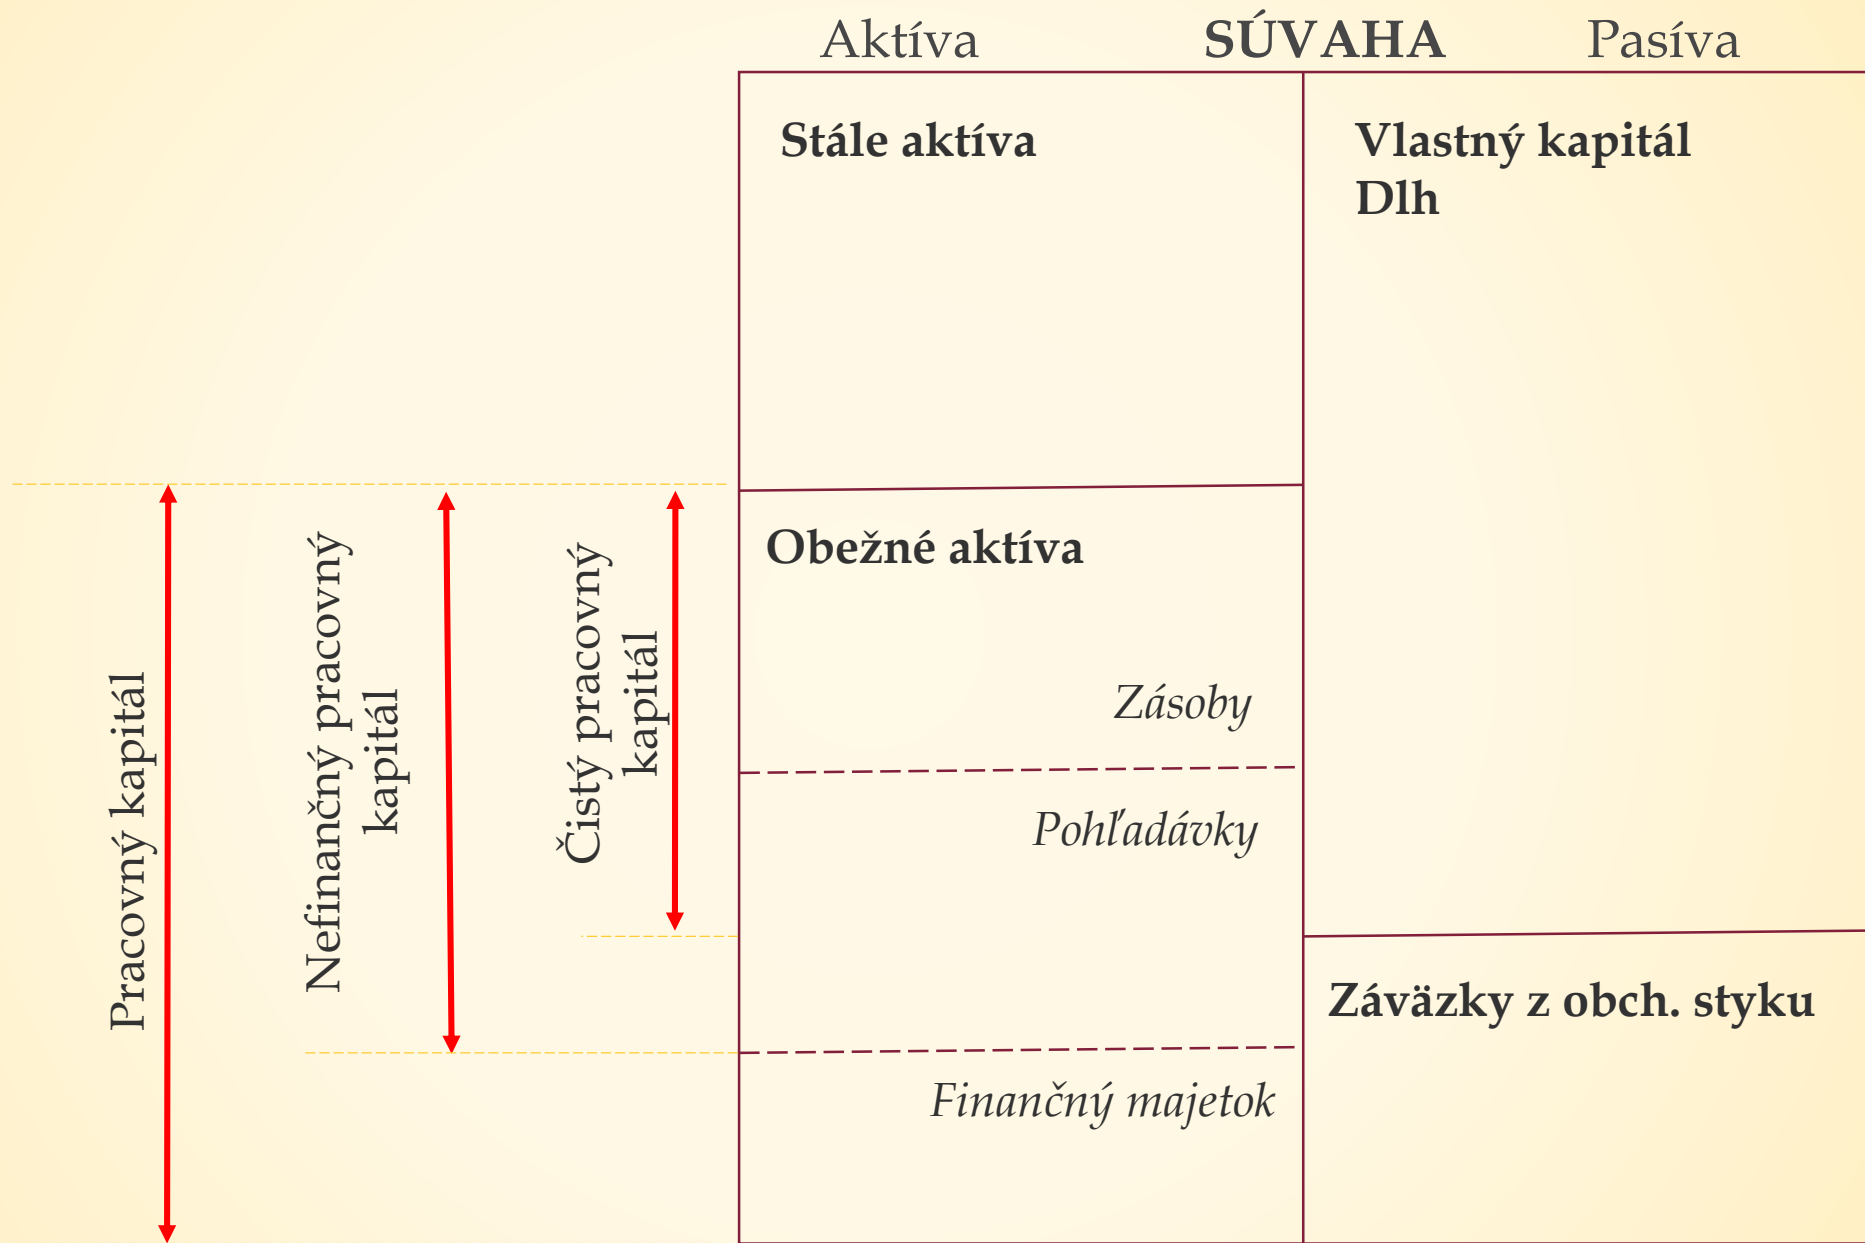 Aktíva SÚVAHA Pasíva
Stále aktíva
Vlastný kapitál
Dlh
Obežné aktíva
Zásoby
Pohľadávky
Finančný majetok
Záväzky z obch. styku
Pracovný kapitál
Nefinančný pracovný
kapitál
Čistý pracovný
kapitál